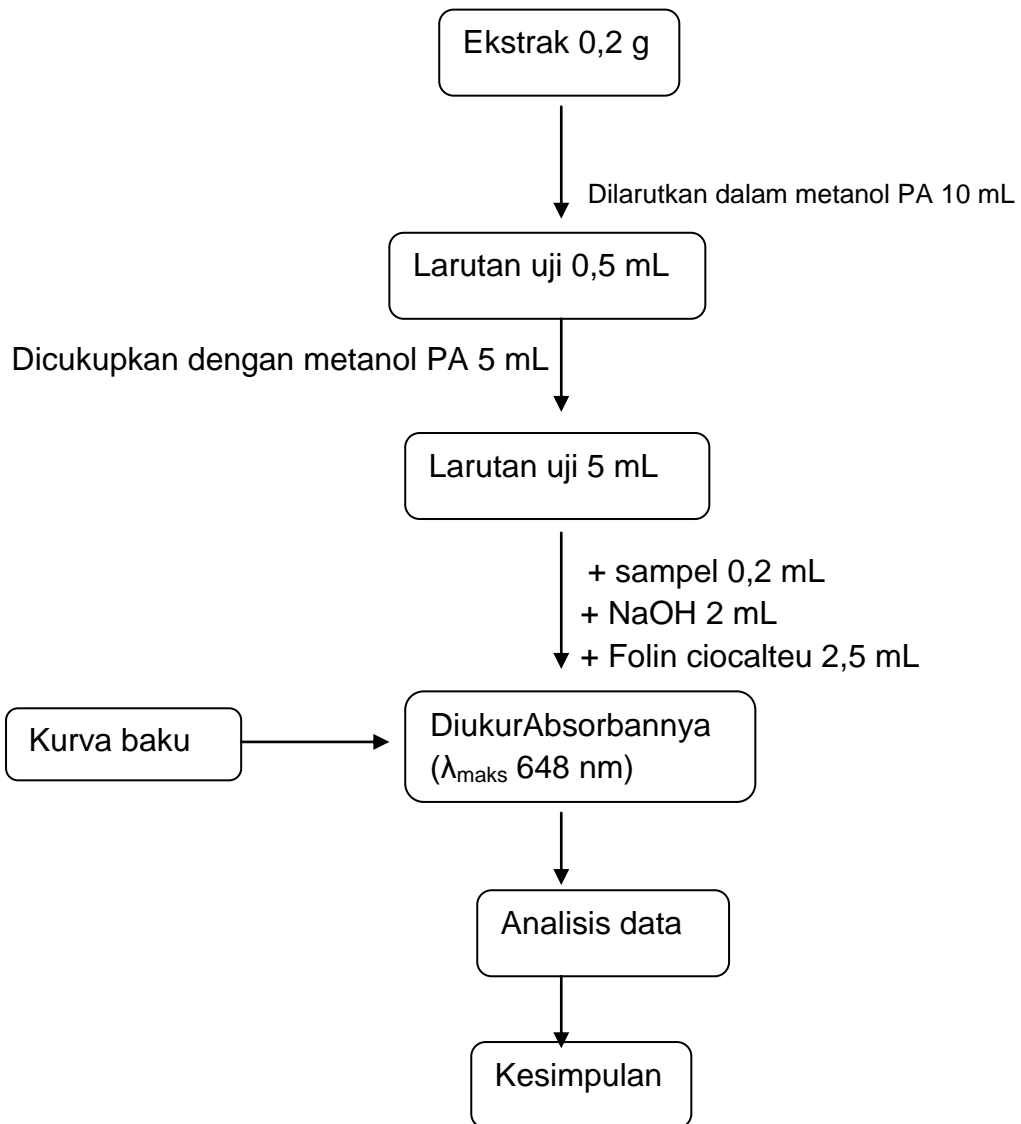 Ekstrak 0,2 g
Dilarutkan dalam metanol PA 10 mL
Larutan uji 0,5 mL
Dicukupkan dengan metanol PA 5 mL
Larutan uji 5 mL
+ sampel 0,2 mL
+ NaOH 2 mL
+ Folin ciocalteu 2,5 mL
Kurva baku
DiukurAbsorbannya
(λmaks 648 nm)
Analisis data
Kesimpulan